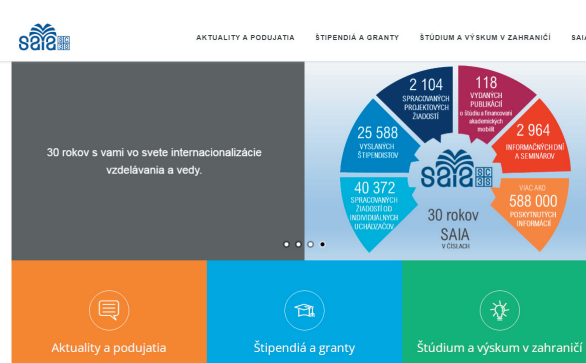 saia
AKTUALITY A PODUJATIA
ŠTIPENDIÁ A GRANTY
ŠTÚDIUM A VÝSKUM V ZAHRANIČÍ
SAIA
30 rokov s vami vo svete internacionalizácie
vzdelávania a vedy.
40 372
SPRACOVANÝCH
ŽIADOSTÍ OD
INDIVIDUÁLNYCH
UCHÁDZAČOV
25 588
VYSLANÝCH
ŠTIPENDISTOV
2 104
SPRACOVANÝCH
PROJEKTOVÝCH
ŽIADOSTÍ
118
VYDANÝCH
PUBLIKÁCIÍ
o štúdiu a financovaní
akademických
mobilít
2 964
INFORMAČNÝCH DNÍ
A SEMINÁROV
VIAC AKO
588 000
POSKYTNUTÝCH
INFORMÁCIÍ
saia
30 rokov
SAIA
V ČÍSLACH
Aktuality a podujatia
Štipendiá a granty
Štúdium a výskum v zahraničí